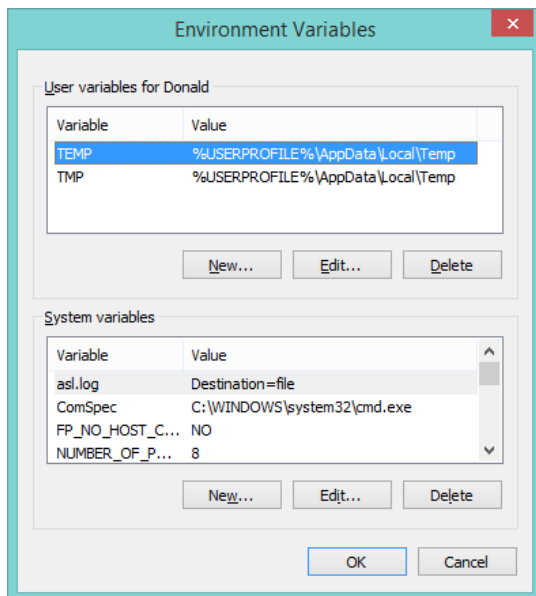 Environment Variables
User variables for Donald
Variable Value
TEMP %USERPROFILE%\AppData\Local\Temp
TMP %USERPROFILE%\AppData\Local\Temp
New... Edit... Delete
System variables
Variable Value
asl.log Destination=file
ComSpec C:\WINDOWS\system32\cmd.exe
FP_NO_HOST_C... NO
NUMBER_OF_P... 8
New... Edit... Delete
OK Cancel